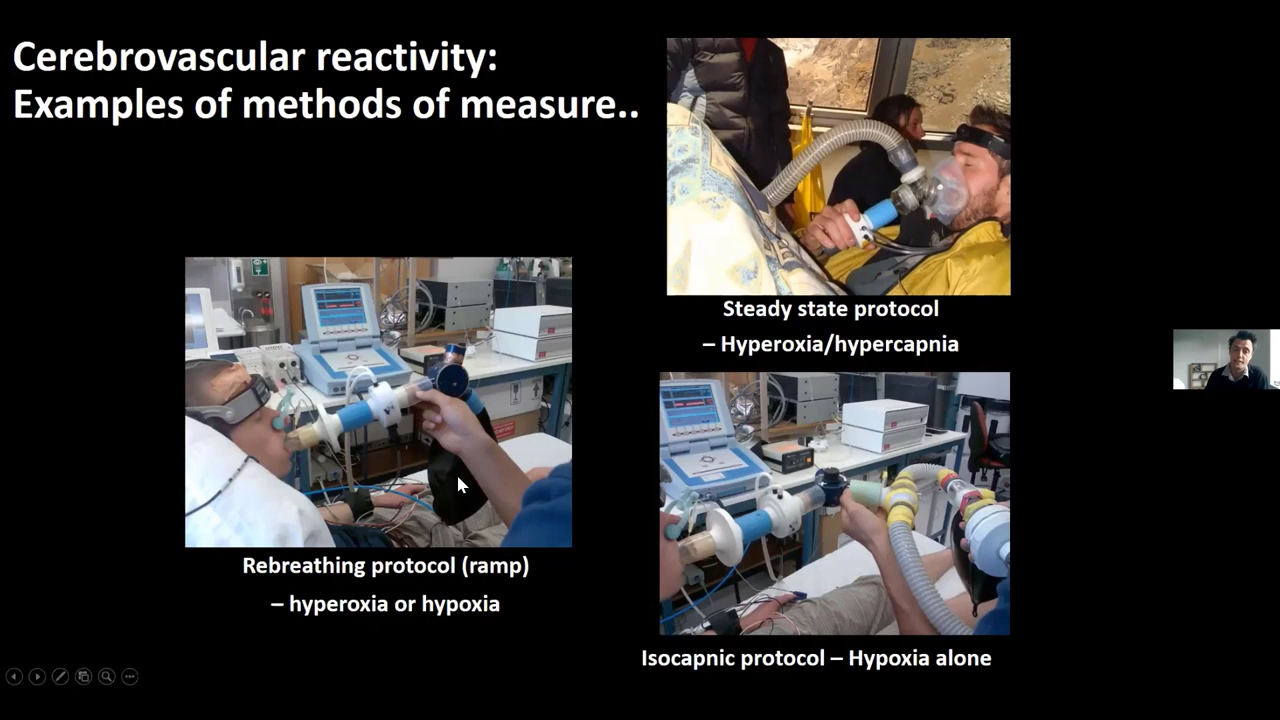 Cerebrovascular reactivity:
Examples of methods of measure..
Steady state protocol
– Hyperoxia/hypercapnia
Rebreathing protocol (ramp)
– hyperoxia or hypoxia
Isocapnic protocol – Hypoxia alone